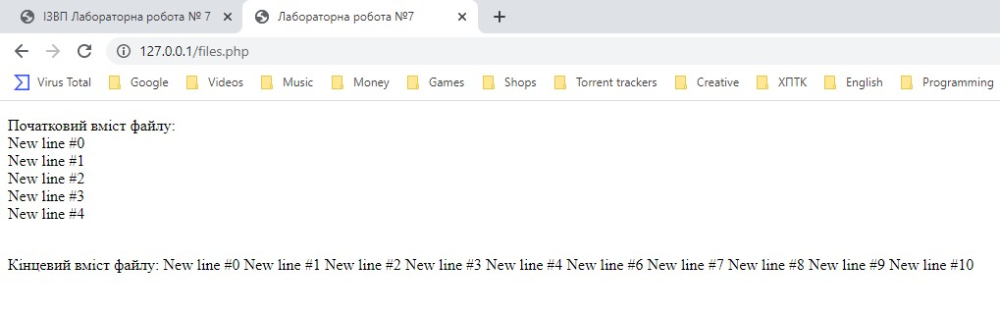 ІЗВП Лабораторна робота № 7
Лабораторна робота №7
127.0.0.1/files.php
Virus Total Google Videos Music Money Games Shops Torrent trackers Creative ХПТК English Programming
Початковий вміст файлу:
New line #0
New line #1
New line #2
New line #3
New line #4
Кінцевий вміст файлу: New line #0 New line #1 New line #2 New line #3 New line #4 New line #6 New line #7 New line #8 New line #9 New line #10